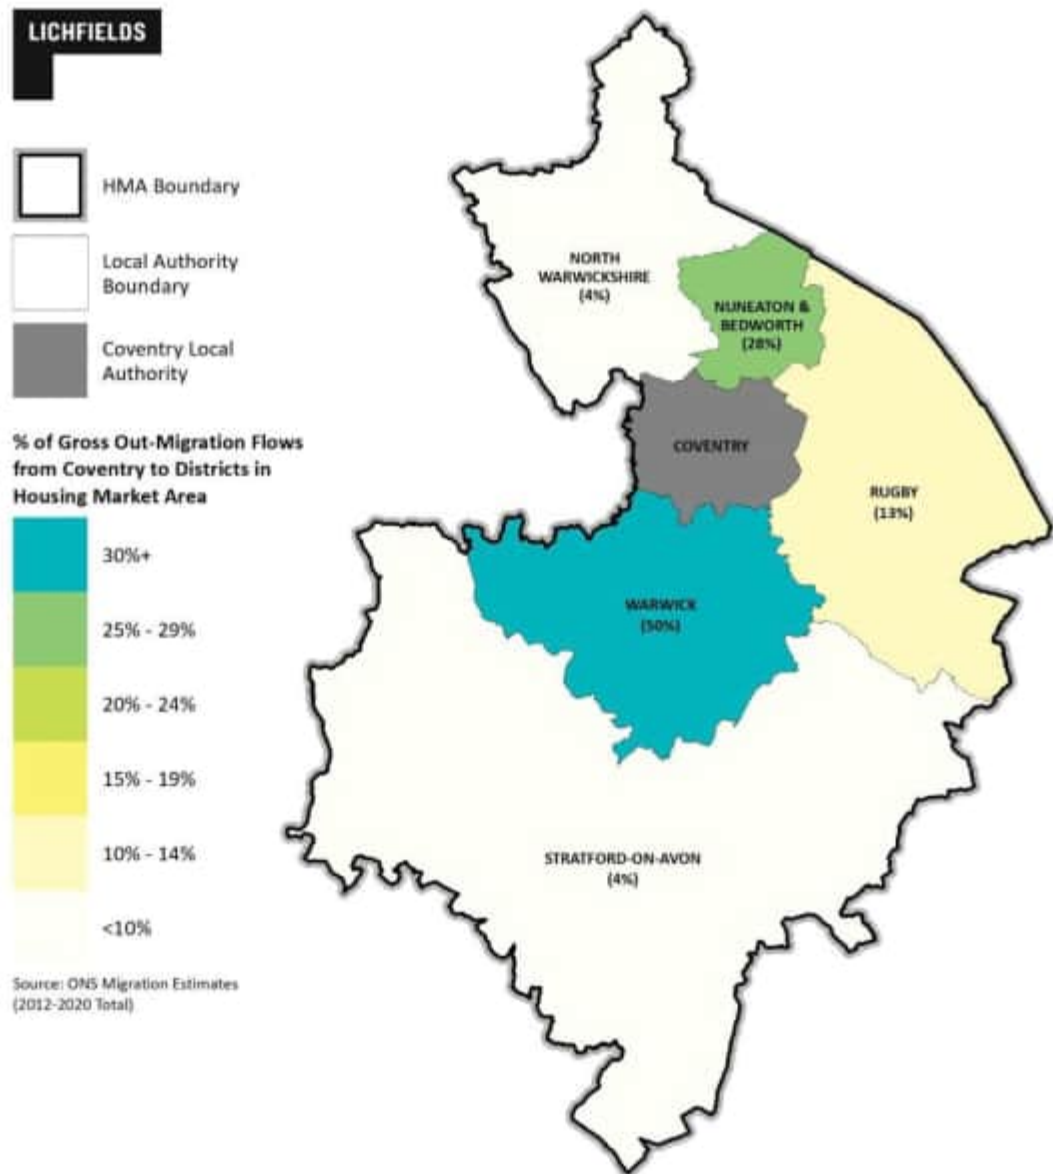 LICHFIELDS
HMA Boundary
Local Authority
Boundary
Coventry Local
Authority
% of Gross Out-Migration Flows
from Coventry to Districts in
Housing Market Area
30%+
25% - 29%
20% - 24%
15% - 19%
10% - 14%
<10%
Source: ONS Migration Estimates
(2012-2020 Total)
NORTH
WARWICKSHIRE
(4%)
NUNEATON &
BEDWORTH
(28%)
COVENTRY
RUGBY
(13%)
WARWICK
(50%)
STRATFORD-ON-AVON
(4%)